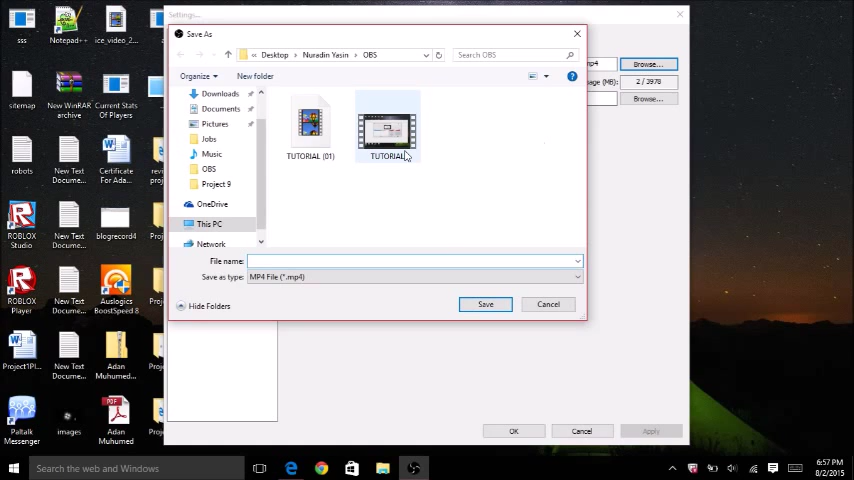 sss
Notepad++
ice_video_2...
sitemap
New WinRAR
archive
Current Stats
Of Players
robots
New Text
Docume...
Certificate
For Ada...
ROBLOX
Studio
New Text
Docume...
blogrecord4
ROBLOX
Player
New Text
Docume...
Auslogics
BoostSpeed 8
Project1Pl...
New Text
Docume...
Adan
Muhumed...
Paltalk
Messenger
images
Adan
Muhumed
Settings...
Save As
« Desktop > Nuradin Yasin > OBS
Search OBS
Organize
New folder
Downloads
Documents
Pictures
Jobs
Music
OBS
Project 9
OneDrive
This PC
Network
TUTORIAL (01)
TUTORIAL
File name:
Save as type:
MP4 File (*.mp4)
Hide Folders
Save
Cancel
mp4
Browse...
age (MB):
2 / 3978
Browse...
OK
Cancel
Apply
Search the web and Windows
6:57 PM
8/2/2015